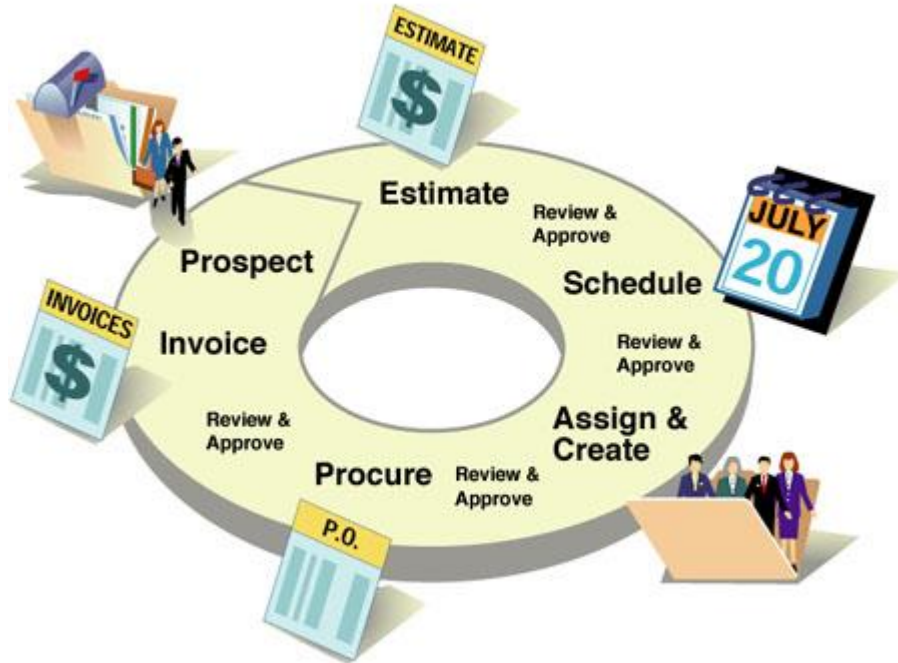 ESTIMATE
$
Estimate
Review &
Approve
JULY
20
Schedule
Review &
Approve
Assign &
Create
Review &
Approve
Procure
P.O.
Review &
Approve
INVOICES
$
Invoice
Prospect